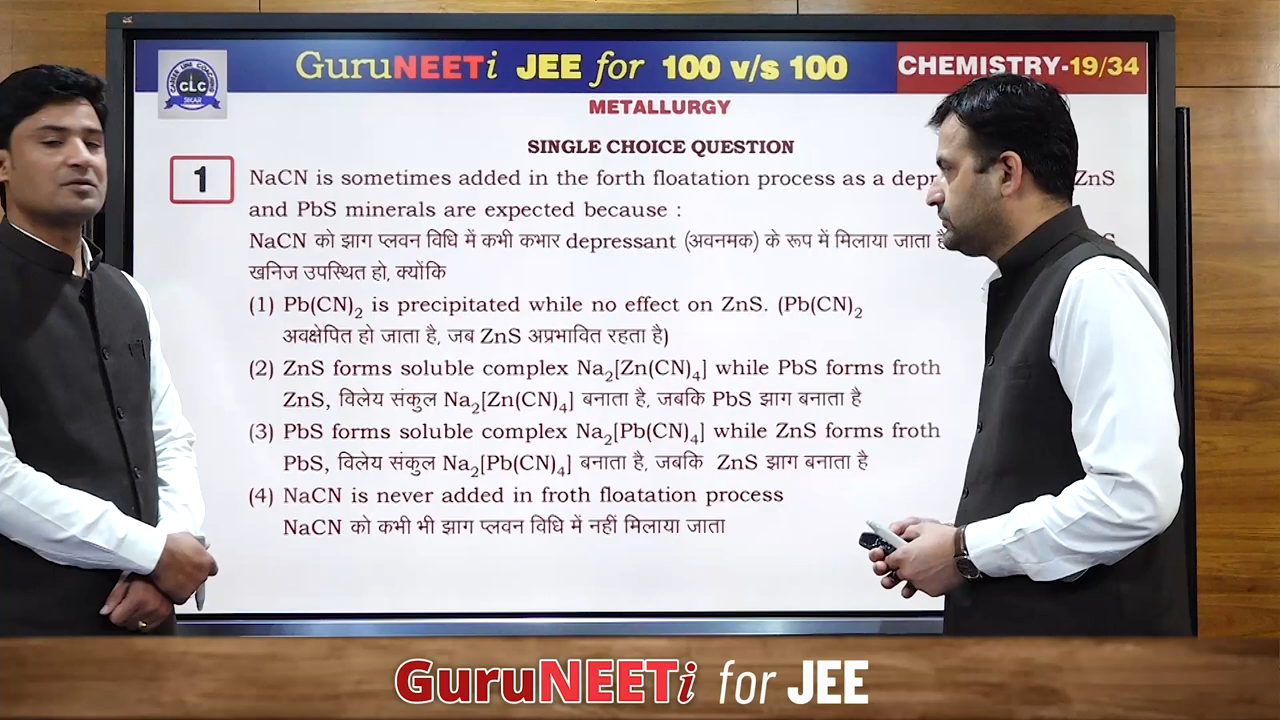 GuruNEETi JEE for 100 v/s 100
CHEMISTRY-19/34
CLC
SIKAR
METALLURGY
SINGLE CHOICE QUESTION
1
NaCN is sometimes added in the forth floatation process as a ZnS
and PbS minerals are expected because :
NaCN को झाग प्लवन विधि में कभी कभार depressant (अवनमक) के रूप में मिलाया जाता
खनिज उपस्थित हो, क्योंकि
(1) Pb(CN)₂ is precipitated while no effect on ZnS. (Pb(CN)₂
अवक्षेपित हो जाता है, जब ZnS अप्रभावित रहता है)
(2) ZnS forms soluble complex Na₂[Zn(CN)₄] while PbS forms froth
ZnS, विलेय संकुल Na₂[Zn(CN)₄] बनाता है, जबकि PbS झाग बनाता है
(3) PbS forms soluble complex Na₂[Pb(CN)₄] while ZnS forms froth
PbS, विलेय संकुल Na₂[Pb(CN)₄] बनाता है, जबकि ZnS झाग बनाता है
(4) NaCN is never added in froth floatation process
NaCN को कभी भी झाग प्लवन विधि में नहीं मिलाया जाता
GuruNEETi for JEE